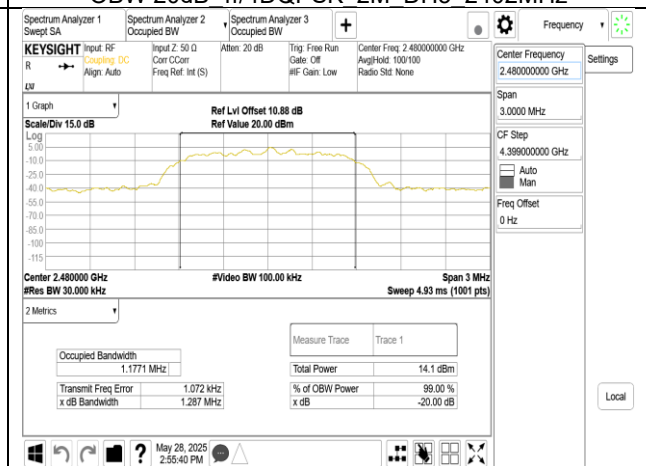 OBW-20dB_π/4DQPSK_2M_DH5_2402MHz
Spectrum Analyzer 1
Swept SA
Spectrum Analyzer 2
Occupied BW
Spectrum Analyzer 3
Occupied BW
+
Frequency
KEYSIGHT
R
LXI
Input: RF
Coupling: DC
Align: Auto
Input Z: 50 Ω
Corr CCorr
Freq Ref: Int (S)
Atten: 20 dB
Trig: Free Run
Gate: Off
#IF Gain: Low
Center Freq: 2.480000000 GHz
Avg|Hold: 100/100
Radio Std: None
Center Frequency
2.480000000 GHz
Settings
Span
3.0000 MHz
CF Step
4.399000000 GHz
Auto
Man
Freq Offset
0 Hz
1 Graph
Scale/Div 15.0 dB
Log
Ref Lvl Offset 10.88 dB
Ref Value 20.00 dBm
5.00
-10.0
-25.0
-40.0
-55.0
-70.0
-85.0
-100
-115
Center 2.480000 GHz
#Video BW 100.00 kHz
Span 3 MHz
#Res BW 30.000 kHz
Sweep 4.93 ms (1001 pts)
2 Metrics
Measure Trace Trace 1
Occupied Bandwidth
1.1771 MHz
Total Power 14.1 dBm
Transmit Freq Error 1.072 kHz
% of OBW Power 99.00 %
x dB Bandwidth 1.287 MHz
x dB -20.00 dB
Local
?
May 28, 2025
2:55:40 PM